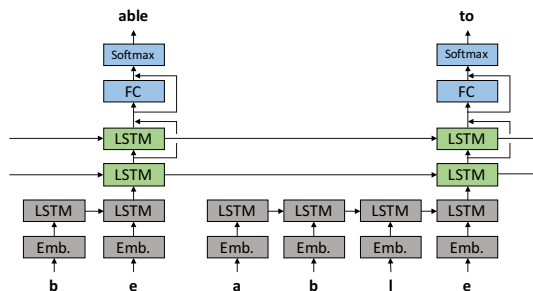 able to
Softmax Softmax
FC FC
LSTM LSTM
LSTM LSTM
LSTM LSTM LSTM LSTM LSTM LSTM
Emb. Emb. Emb. Emb. Emb. Emb.
b e a b l e